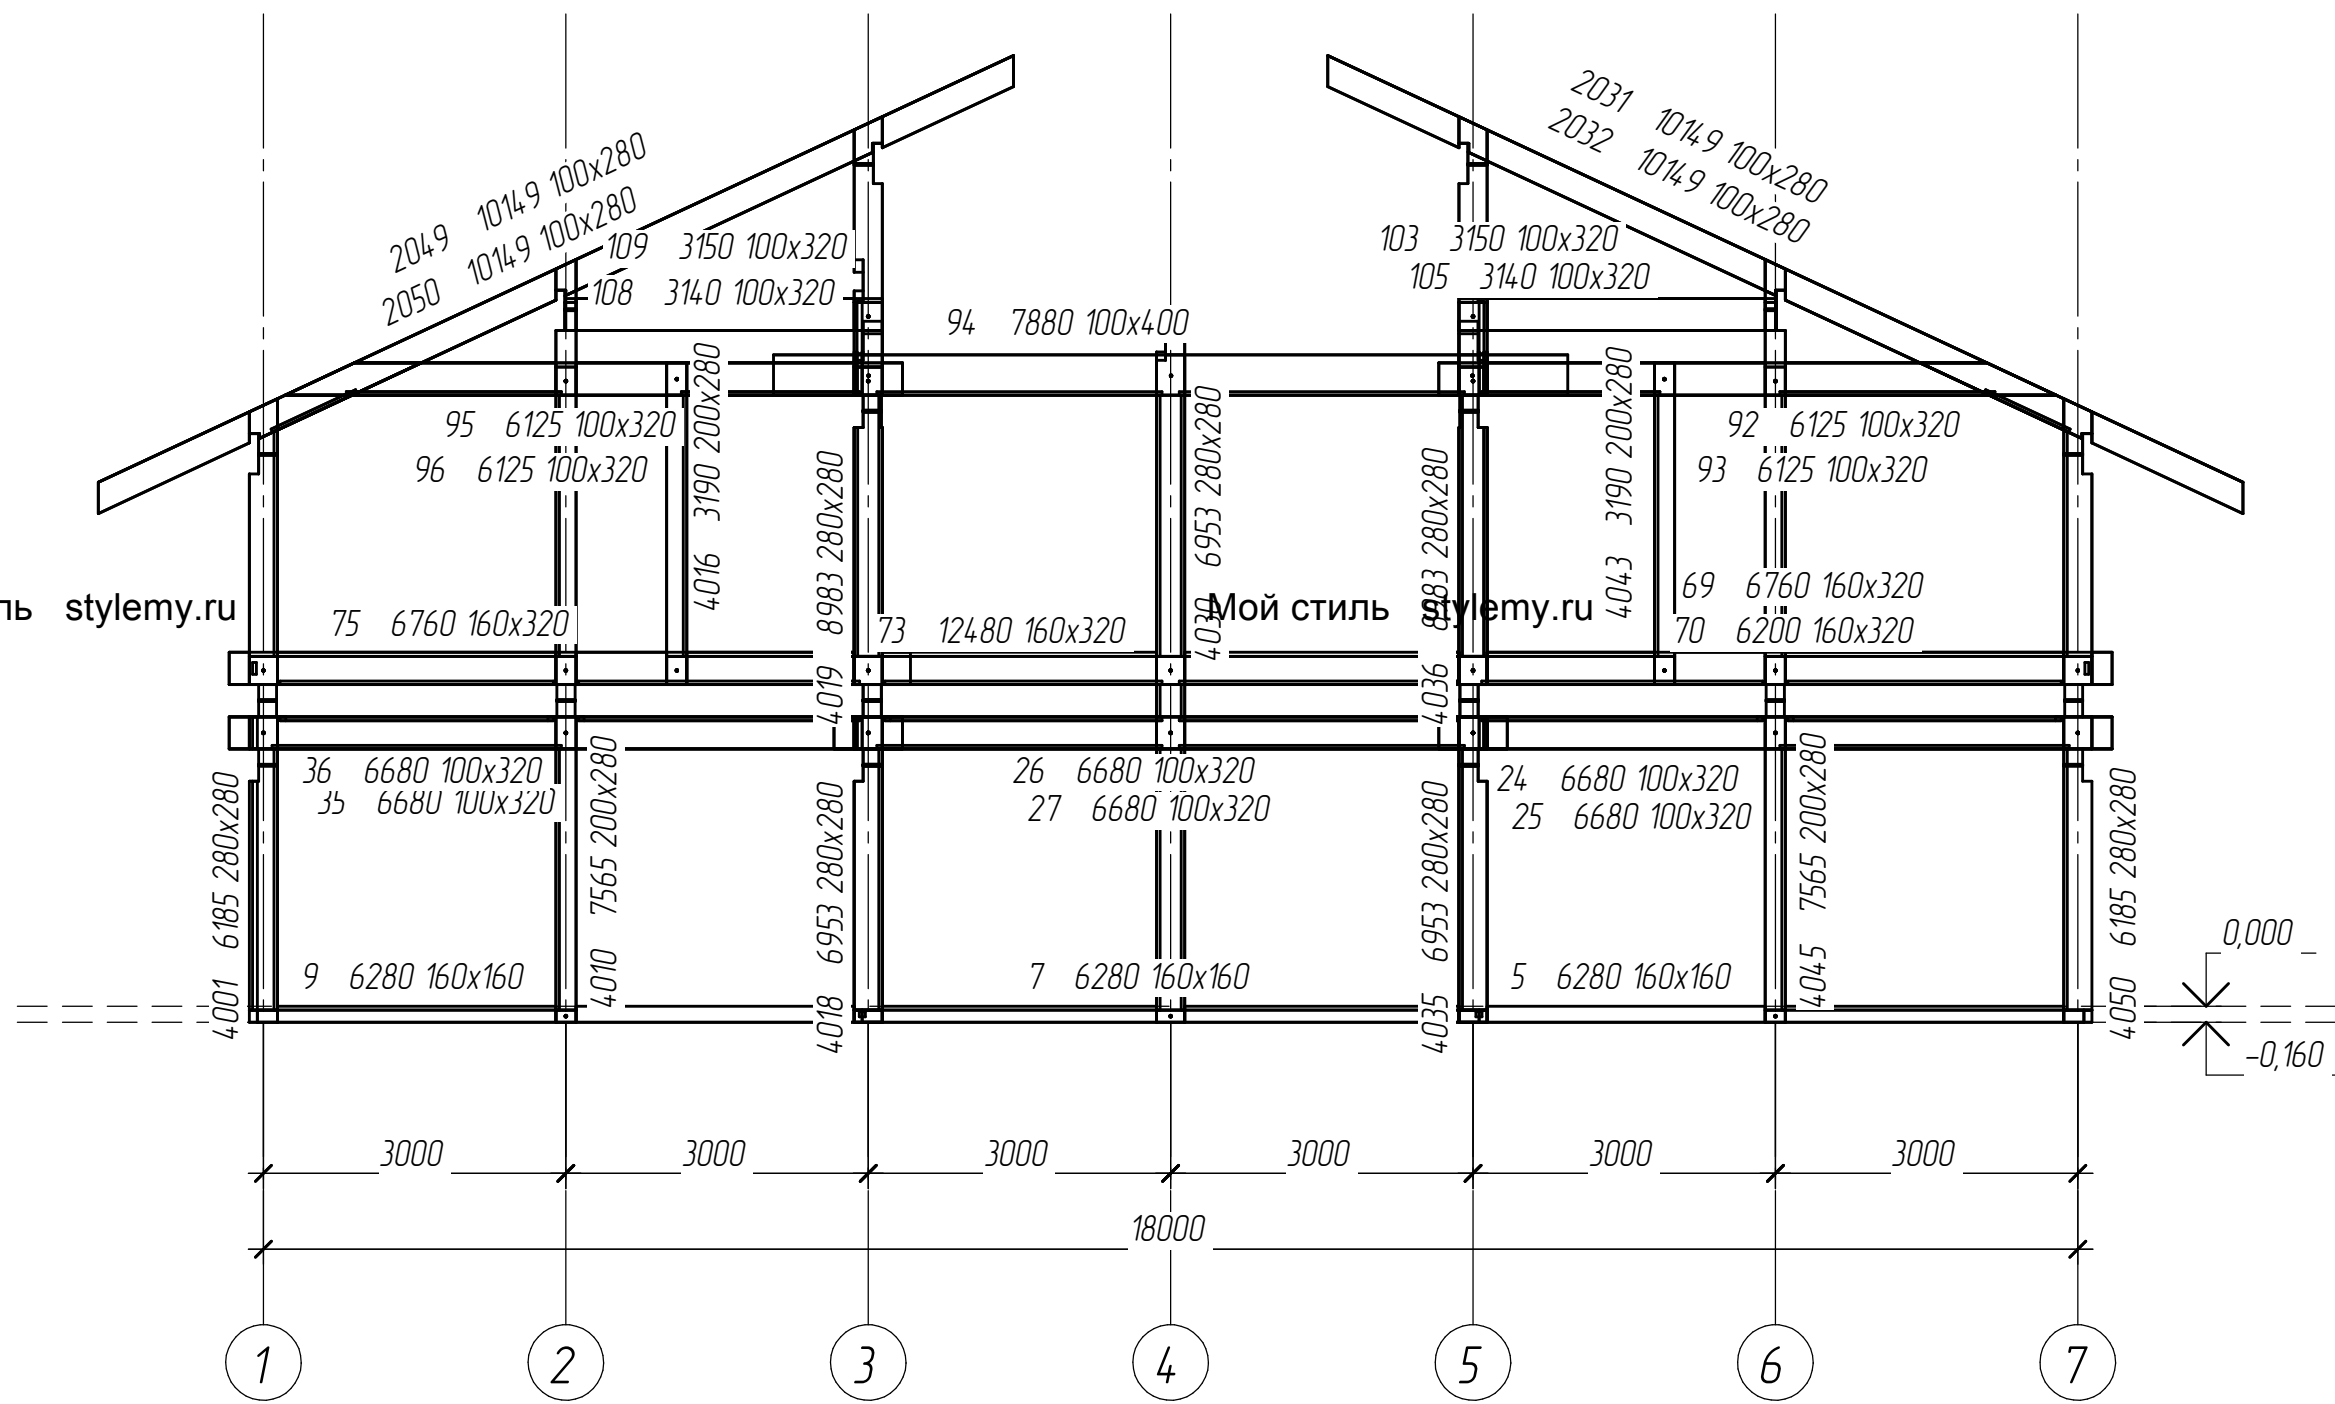 2049 10149 100x280
2050 10149 100x280
2031 10149 100x280
2032 10149 100x280
109 3150 100x320
108 3140 100x320
103 3150 100x320
105 3140 100x320
94 7880 100x400
95 6125 100x320
96 6125 100x320
92 6125 100x320
93 6125 100x320
4016 3190 200x280
4019 8983 280x280
4030 6953 280x280
4036 8983 280x280
4043 3190 200x280
ль stylemy.ru
Мой стиль stylemy.ru
75 6760 160x320
73 12480 160x320
69 6760 160x320
70 6200 160x320
36 6680 100x320
35 6680 100x320
26 6680 100x320
27 6680 100x320
24 6680 100x320
25 6680 100x320
4001 6185 280x280
4010 7565 200x280
4018 6953 280x280
4035 6953 280x280
4045 7565 200x280
4050 6185 280x280
9 6280 160x160
7 6280 160x160
5 6280 160x160
0,000
-0,160
3000 3000 3000 3000 3000 3000
18000
1 2 3 4 5 6 7